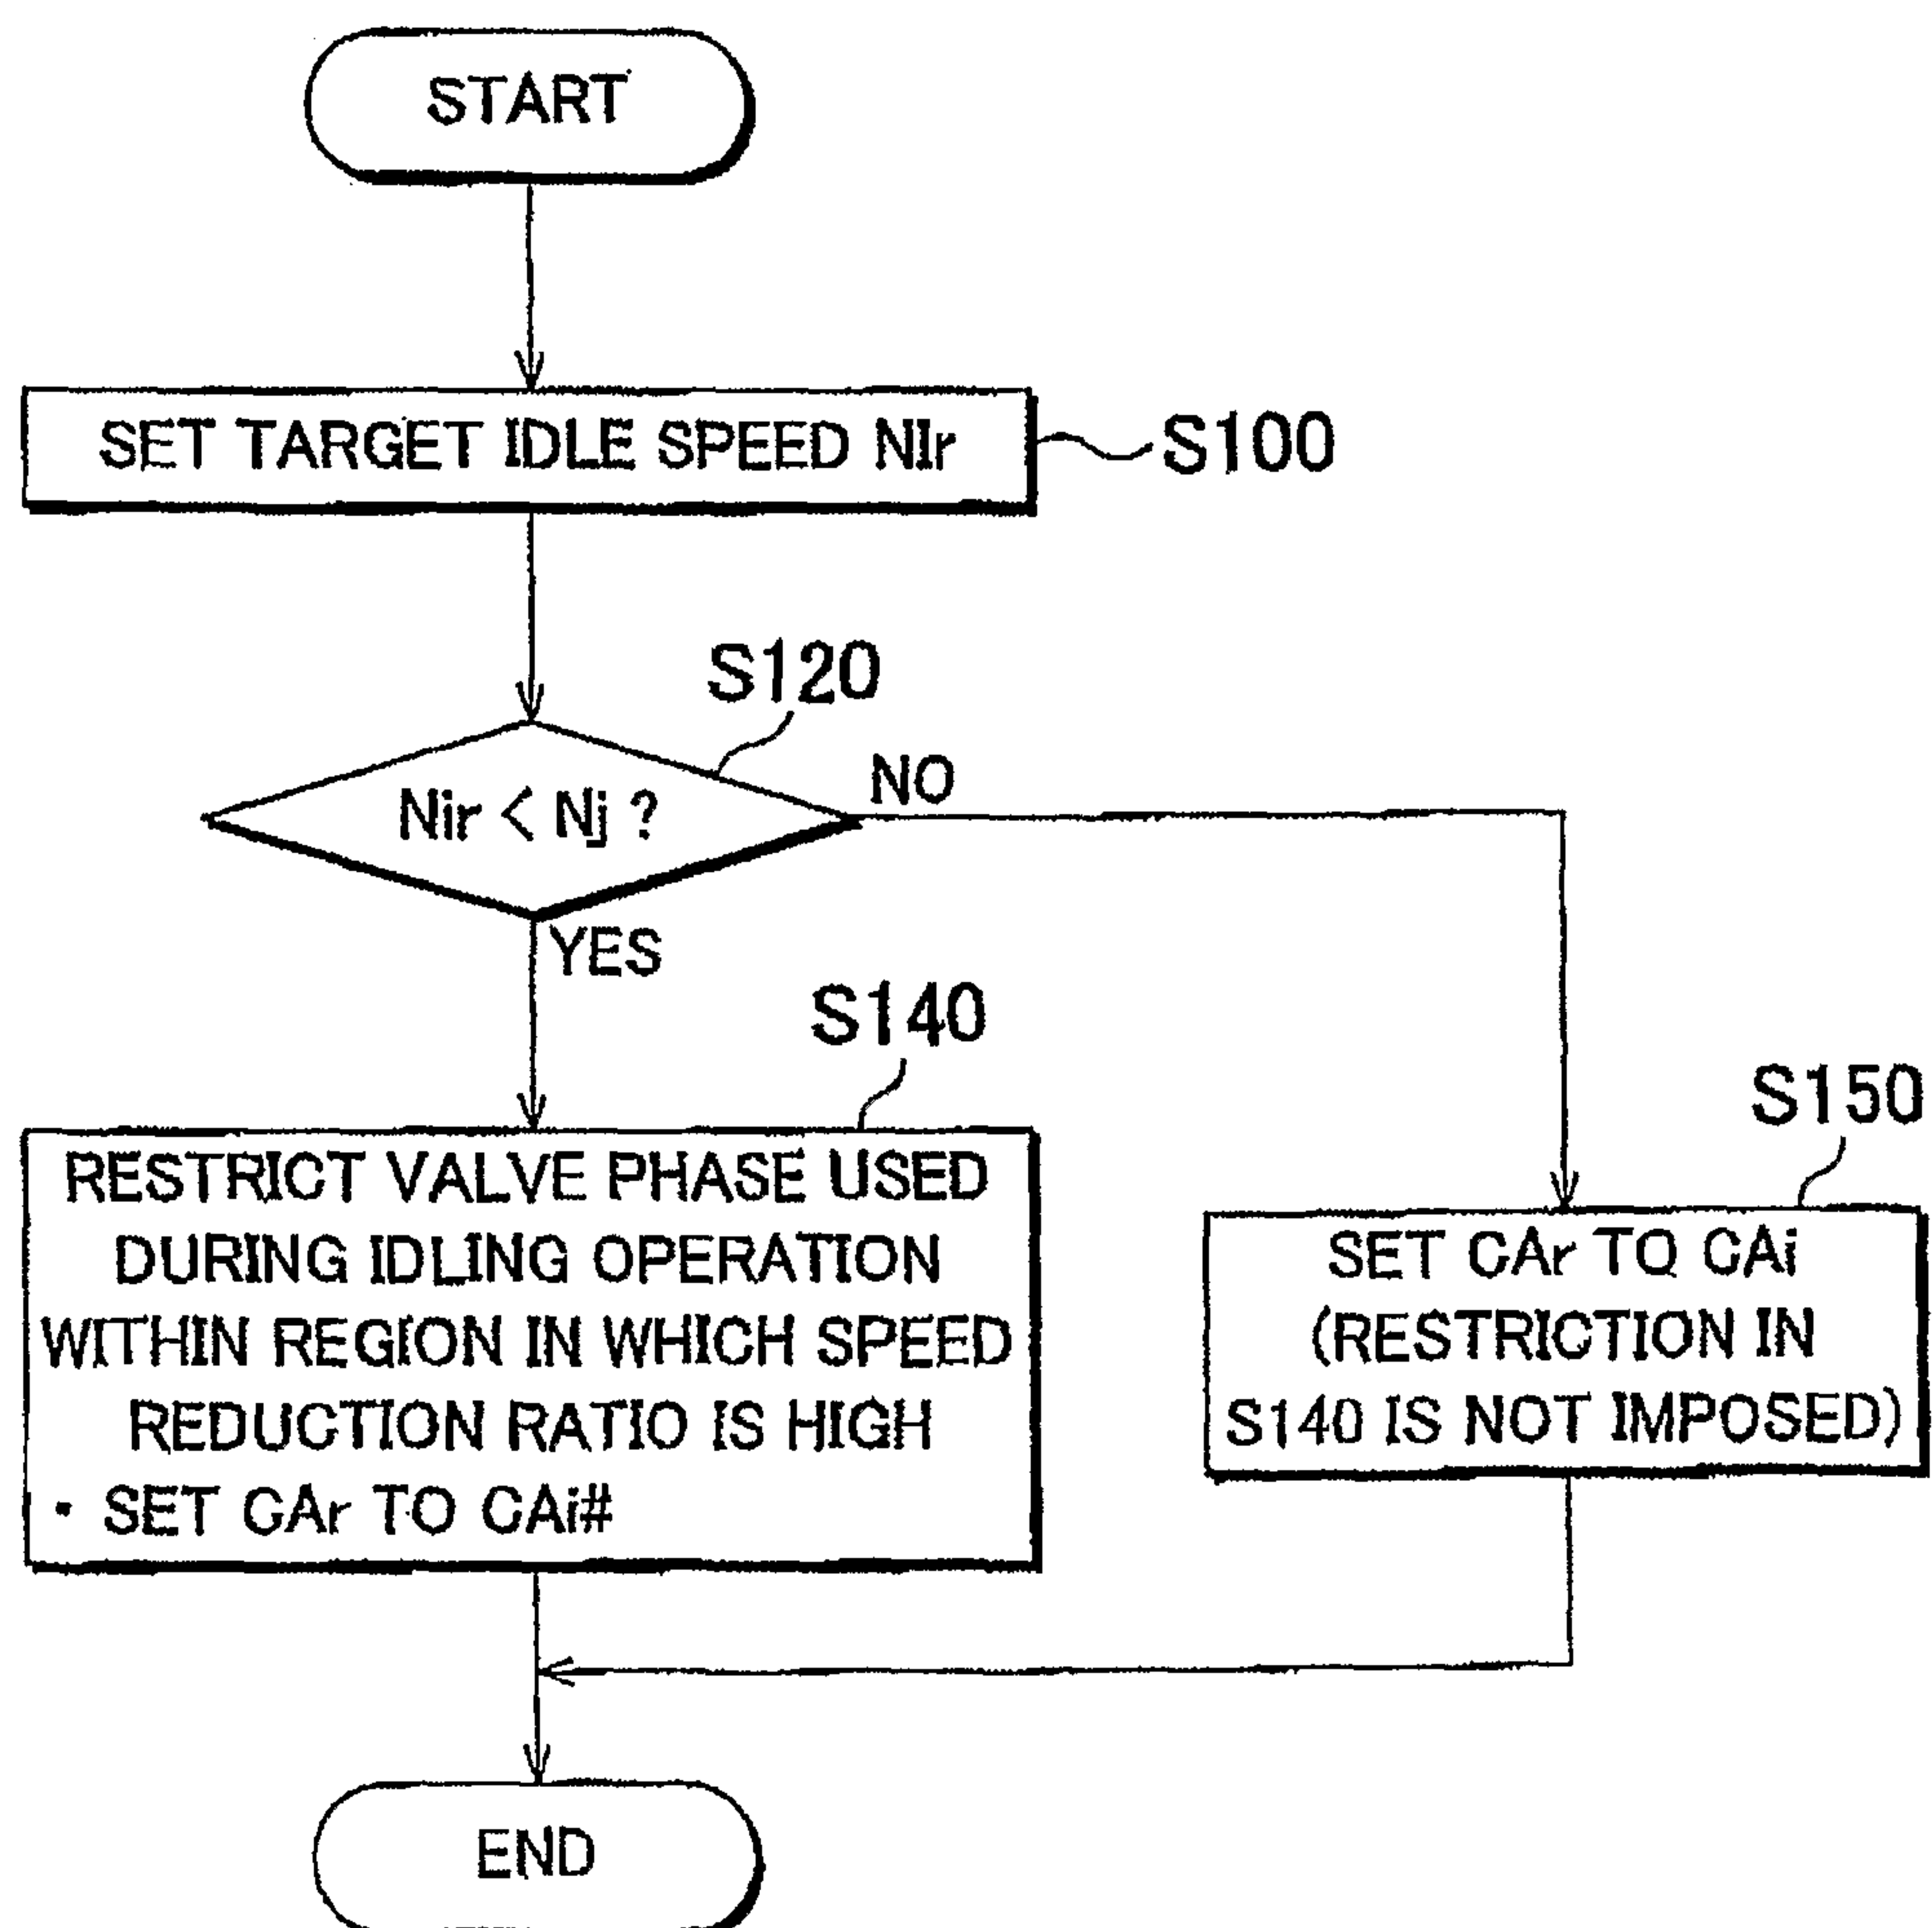 START
SET TARGET IDLE SPEED NIr
S100
S120
Nir < Nj ?
NO
YES
S140
RESTRICT VALVE PHASE USED
DURING IDLING OPERATION
WITHIN REGION IN WHICH SPEED
REDUCTION RATIO IS HIGH
・ SET CAr TO CAi#
S150
SET CAr TO CAi
(RESTRICTION IN
S140 IS NOT IMPOSED)
END